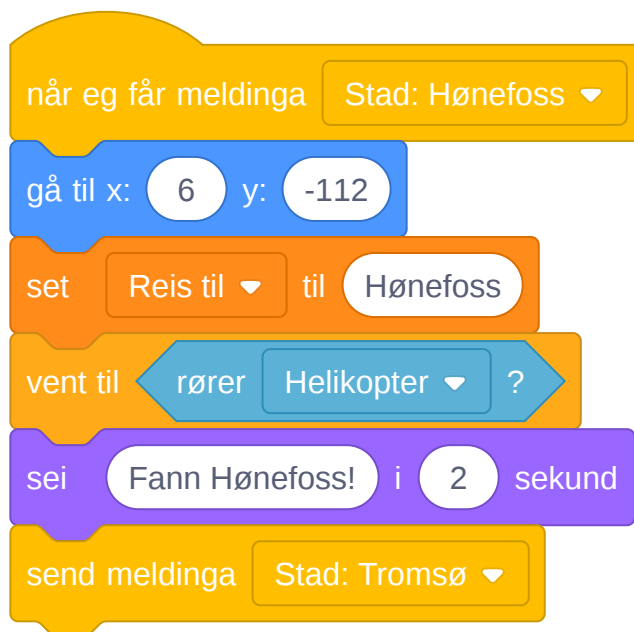 når eg får meldinga Stad: Hønefoss
gå til x: 6 y: -112
set Reis til til Hønefoss
vent til rører Helikopter ?
sei Fann Hønefoss! i 2 sekund
send meldinga Stad: Tromsø